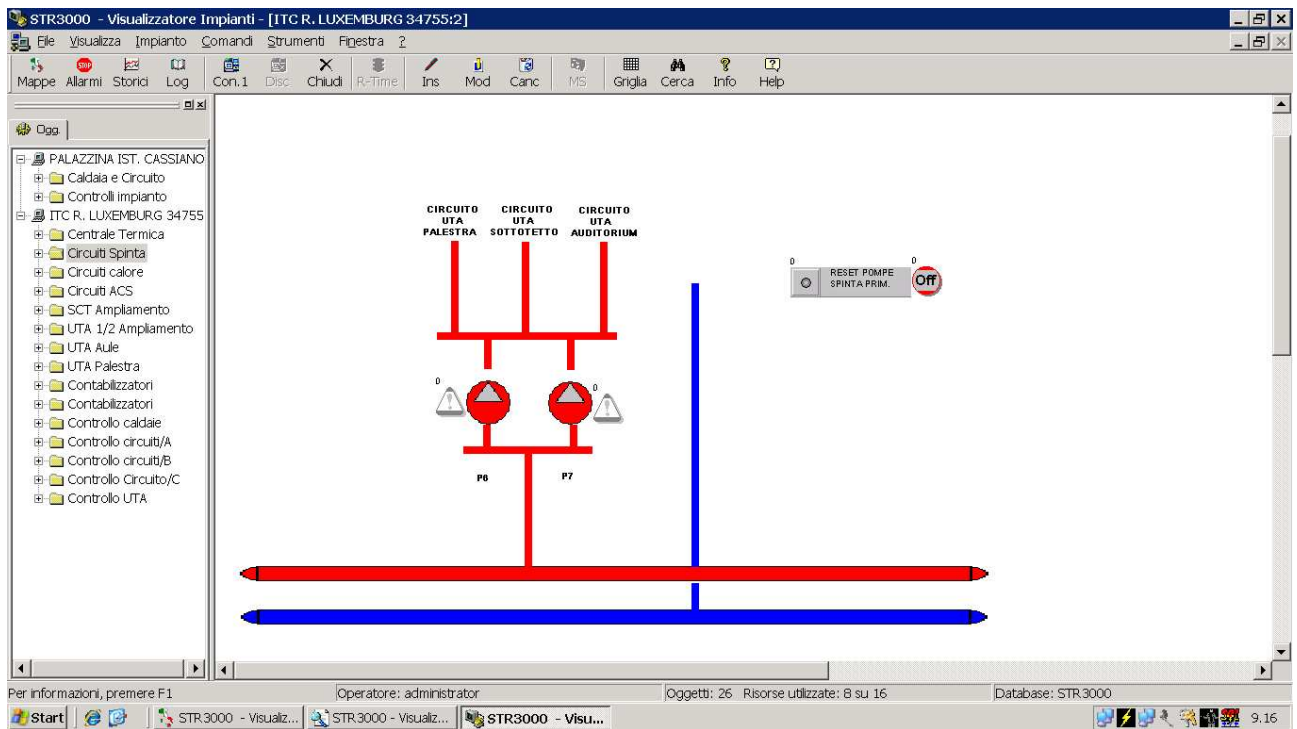 STR3000 - Visualizzatore Impianti - [ITC R. LUXEMBURG 34755:2]
File Visualizza Impianto Comandi Strumenti Finestra ?
Mappe Allarmi Storici Log Con.1 Disc Chiudi R-Time Ins Mod Canc MS Griglia Cerca Info Help
Ogg.
PALAZZINA IST. CASSIANO
Caldaia e Circuito
Controlli impianto
ITC R. LUXEMBURG 34755
Centrale Termica
Circuiti Spinta
Circuiti calore
Circuiti ACS
SCT Ampliamento
UTA 1/2 Ampliamento
UTA Aule
UTA Palestra
Contabilizzatori
Contabilizzatori
Controllo caldaie
Controllo circuiti/A
Controllo circuiti/B
Controllo Circuito/C
Controllo UTA
CIRCUITO UTA PALESTRA
CIRCUITO UTA SOTTOTETTO
CIRCUITO UTA AUDITORIUM
0
0
RESET POMPE
SPINTA PRIM.
Off
0
0
P6
P7
Per informazioni, premere F1
Operatore: administrator
Oggetti: 26 Risorse utilizzate: 8 su 16
Database: STR3000
Start
STR3000 - Visualiz...
STR3000 - Visualiz...
STR3000 - Visu...
9.16